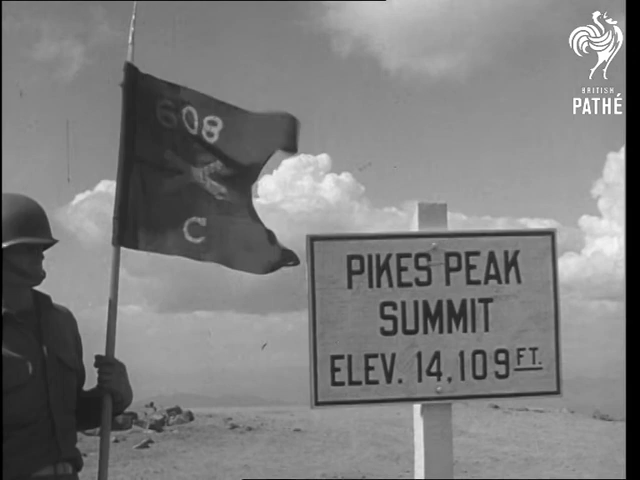 BRITISH
PATHÉ
608
C
PIKES PEAK
SUMMIT
ELEV. 14,109 FT.